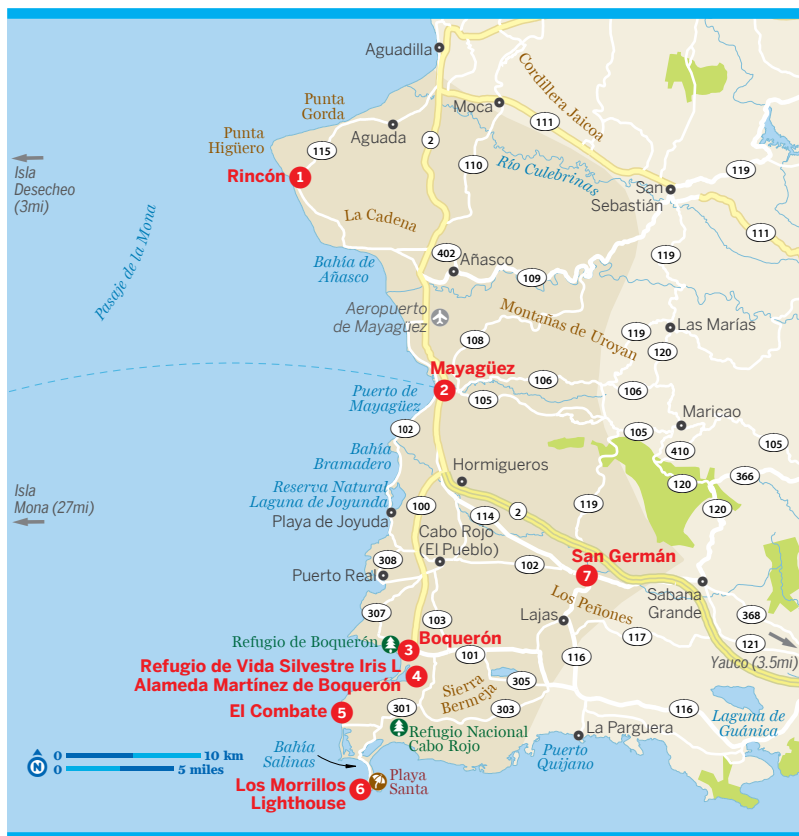 Aguadilla
Cordillera Jaicoa
Punta
Gorda
Moca
Aguada
111
Punta
Higüero
115
2
110
Río Culebrinas
119
Isla
Desecheo
(3mi)
Rincón 1
San
Sebastián
La Cadena
111
Pasaje de la Mona
119
402
Bahía de
Añasco
Añasco
109
Aeropuerto
de Mayagüez
Montañas de Uroyan
108
119
Las Marías
120
Mayagüez
2
106
106
Puerto de
Mayagüez
105
102
105
Maricao
105
410
Bahía
Bramadero
Hormigueros
366
120
Isla
Mona (27mi)
Reserva Natural
Laguna de Joyunda
100
2
119
120
114
Playa de Joyuda
Cabo Rojo
(El Pueblo)
San Germán
7
308
102
Puerto Real
Sabana
Grande
Los Peñones
307
103
Lajas
368
117
121
Refugio de Boquerón
Boquerón
3
101
116
Yauco (3.5mi)
Refugio de Vida Silvestre Iris L
Alameda Martínez de Boquerón
4
Sierra
Bermeja
305
El Combate 5
301
303
116
Refugio Nacional
Cabo Rojo
La Parguera
Laguna de
Guánica
Puerto
Quijano
Bahía
Salinas
N
0 10 km
0 5 miles
Playa
Santa
Los Morrillos
Lighthouse
6